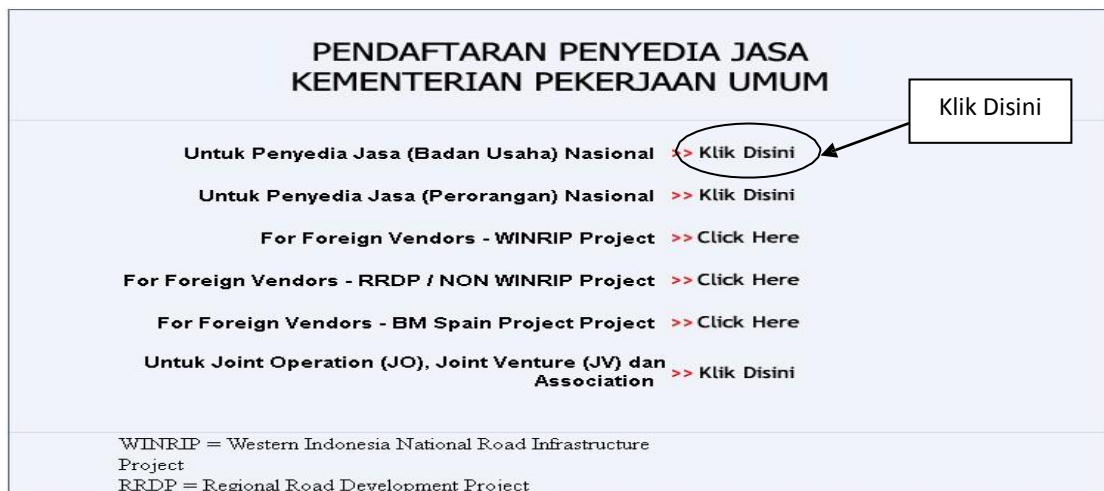 PENDAFTARAN PENYEDIA JASA
KEMENTERIAN PEKERJAAN UMUM
Klik Disini
Untuk Penyedia Jasa (Badan Usaha) Nasional >> Klik Disini
Untuk Penyedia Jasa (Perorangan) Nasional >> Klik Disini
For Foreign Vendors - WINRIP Project >> Click Here
For Foreign Vendors - RRDP / NON WINRIP Project >> Click Here
For Foreign Vendors - BM Spain Project Project >> Click Here
Untuk Joint Operation (JO), Joint Venture (JV) dan
Association >> Klik Disini
WINRIP = Western Indonesia National Road Infrastructure
Project
RRDP = Regional Road Development Project